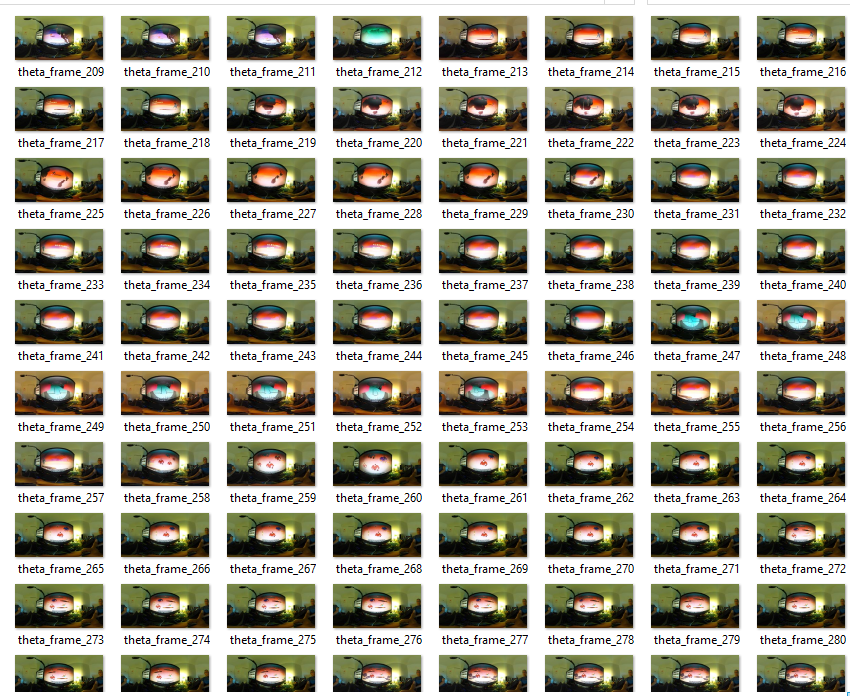 theta_frame_209 theta_frame_210 theta_frame_211 theta_frame_212 theta_frame_213 theta_frame_214 theta_frame_215 theta_frame_216
theta_frame_217 theta_frame_218 theta_frame_219 theta_frame_220 theta_frame_221 theta_frame_222 theta_frame_223 theta_frame_224
theta_frame_225 theta_frame_226 theta_frame_227 theta_frame_228 theta_frame_229 theta_frame_230 theta_frame_231 theta_frame_232
theta_frame_233 theta_frame_234 theta_frame_235 theta_frame_236 theta_frame_237 theta_frame_238 theta_frame_239 theta_frame_240
theta_frame_241 theta_frame_242 theta_frame_243 theta_frame_244 theta_frame_245 theta_frame_246 theta_frame_247 theta_frame_248
theta_frame_249 theta_frame_250 theta_frame_251 theta_frame_252 theta_frame_253 theta_frame_254 theta_frame_255 theta_frame_256
theta_frame_257 theta_frame_258 theta_frame_259 theta_frame_260 theta_frame_261 theta_frame_262 theta_frame_263 theta_frame_264
theta_frame_265 theta_frame_266 theta_frame_267 theta_frame_268 theta_frame_269 theta_frame_270 theta_frame_271 theta_frame_272
theta_frame_273 theta_frame_274 theta_frame_275 theta_frame_276 theta_frame_277 theta_frame_278 theta_frame_279 theta_frame_280